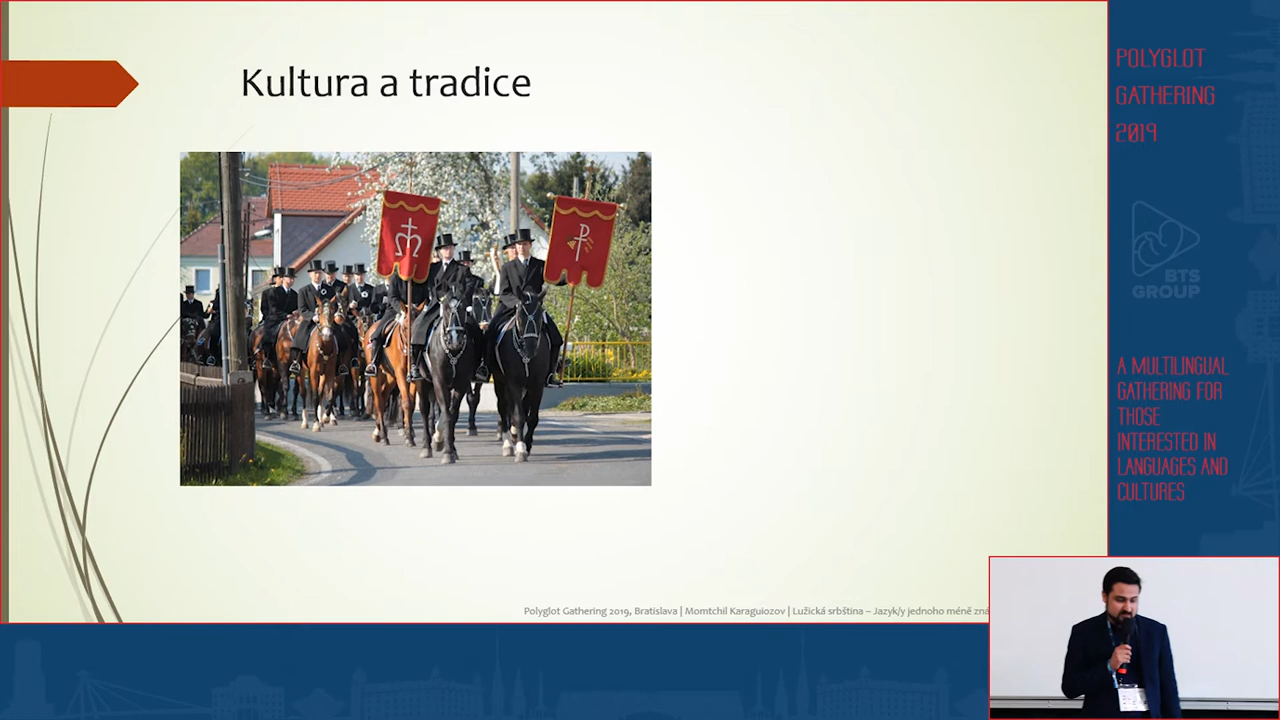 Kultura a tradice
Polyglot Gathering 2019, Bratislava | Momtchil Karaguiozov | Lužická srbština – Jazyk/y jednoho méně
POLYGLOT
GATHERING
2019
BTS
GROUP
A MULTILINGUAL
GATHERING FOR
THOSE
INTERESTED IN
LANGUAGES AND
CULTURES